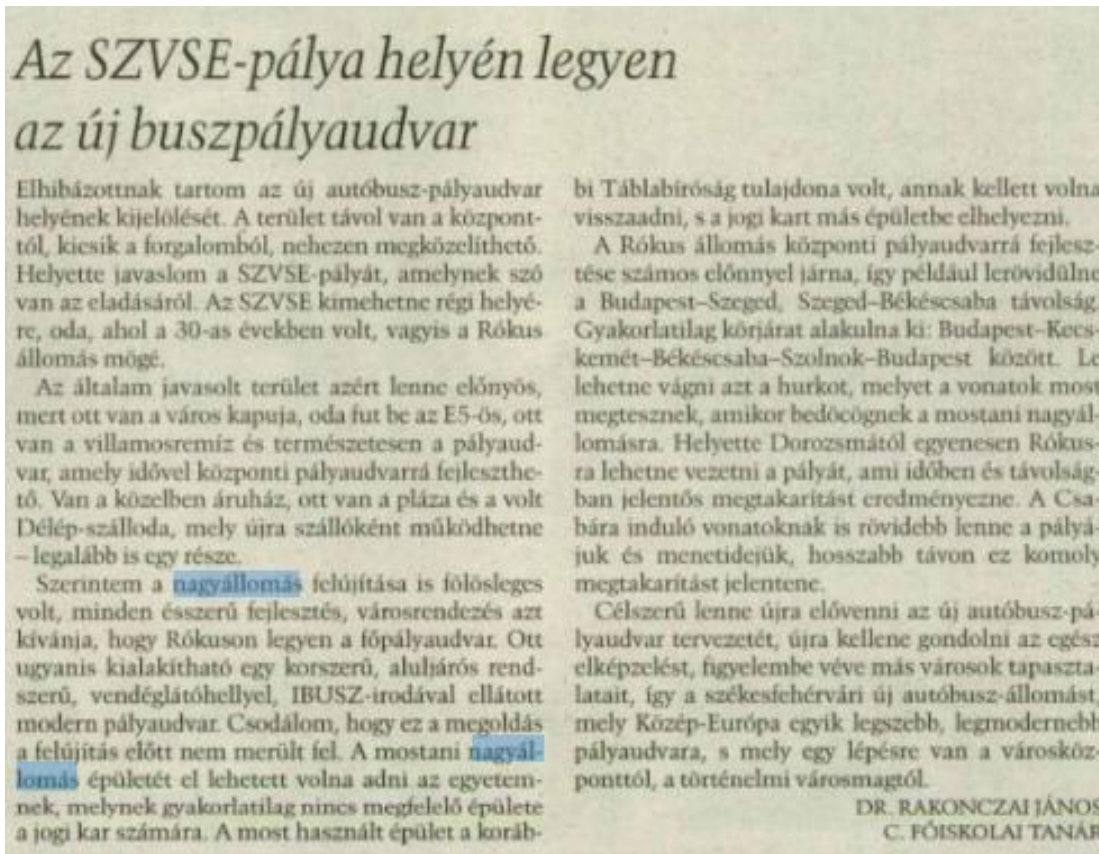 Az SZVSE-pálya helyén legyen
az új buszpályaudvar
Elhibázottnak tartom az új autóbusz-pályaudvar
helyének kijelölését. A terület távol van a központ-
tól, kiesik a forgalomból, nehezen megközelíthető.
Helyette javaslom a SZVSE-pályát, amelynek szó
van az eladásáról. Az SZVSE kimehetne régi helyé-
re, oda, ahol a 30-as években volt, vagyis a Rókus
állomás mögé.
Az általam javasolt terület azért lenne előnyös,
mert ott van a város kapuja, oda fut be az E5-ös, ott
van a villamosremíz és természetesen a pályaud-
var, amely idővel központi pályaudvarrá fejleszthe-
tő. Van a közelben áruház, ott van a pláza és a volt
Délép-szálloda, mely újra szállóként működhetne
– legalább is egy része.
Szerintem a nagyállomás felújítása is fölösleges
volt, minden ésszerű fejlesztés, városrendezés azt
kívánja, hogy Rókuson legyen a főpályaudvar. Ott
ugyanis kialakítható egy korszerű, aluljárós rend-
szerű, vendéglátóhellyel, IBUSZ-irodával ellátott
modern pályaudvar. Csodálom, hogy ez a megoldás
a felújítás előtt nem merült fel. A mostani nagyál-
lomás épületét el lehetett volna adni az egyetem-
nek, melynek gyakorlatilag nincs megfelelő épülete
a jogi kar számára. A most használt épület a koráb-
bi Táblabíróság tulajdona volt, annak kellett volna
visszaadni, s a jogi kart más épületbe elhelyezni.
A Rókus állomás központi pályaudvarrá fejlesz-
tése számos előnnyel járna, így például lerövidülne
a Budapest–Szeged, Szeged–Békéscsaba távolság.
Gyakorlatilag körjárat alakulna ki: Budapest–Kecs-
kemét–Békéscsaba–Szolnok–Budapest között. Le
lehetne vágni azt a hurkot, melyet a vonatok most
megtesznek, amikor bedöcögnek a mostani nagyál-
lomásra. Helyette Dorozsmától egyenesen Rókus-
ra lehetne vezetni a pályát, ami időben és távolság-
ban jelentős megtakarítást eredményezne. A Csa-
bára induló vonatoknak is rövidebb lenne a pályá-
juk és menetidejük, hosszabb távon ez komoly
megtakarítást jelentene.
Célszerű lenne újra elővenni az új autóbusz-pá-
lyaudvar tervezetét, újra kellene gondolni az egész
elképzelést, figyelembe véve más városok tapaszta-
latait, így a székesfehérvári új autóbusz-állomást,
mely Közép-Európa egyik legszebb, legmodernebb
pályaudvara, s mely egy lépésre van a városköz-
ponttól, a történelmi városmagtól.
DR. RAKONCZAI JÁNOS
C. FŐISKOLAI TANÁR